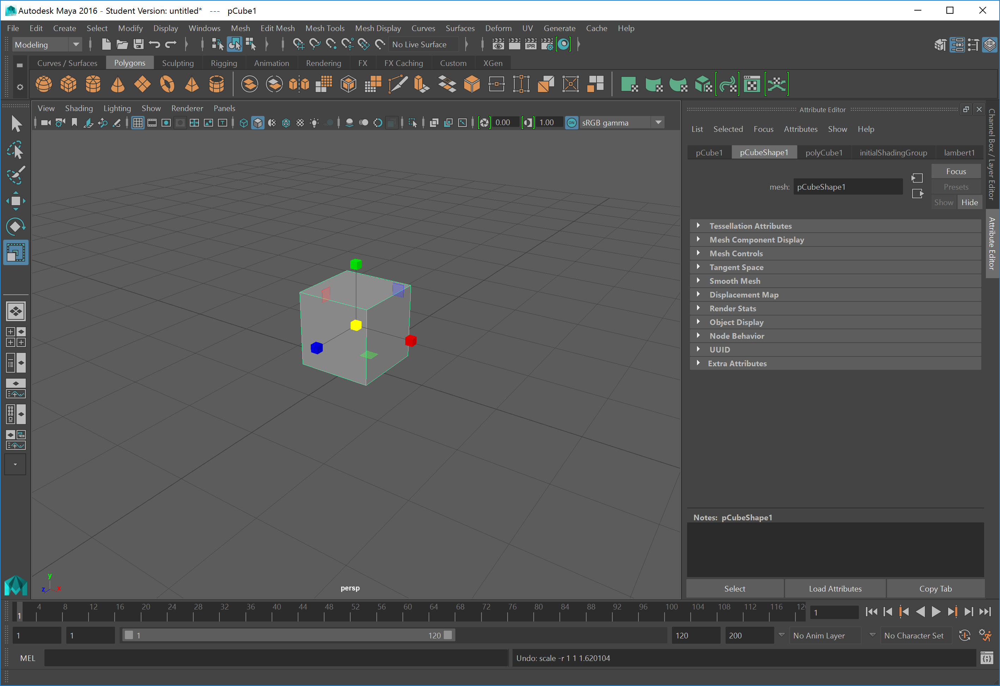 Autodesk Maya 2016 - Student Version: untitled*   ---   pCube1
File Edit Create Select Modify Display Windows Mesh Edit Mesh Mesh Tools Mesh Display Curves Surfaces Deform UV Generate Cache Help
Modeling No Live Surface IPR
Curves / Surfaces Polygons Sculpting Rigging Animation Rendering FX FX Caching Custom XGen
View Shading Lighting Show Renderer Panels
0.00 1.00 ON sRGB gamma
Attribute Editor
List Selected Focus Attributes Show Help
pCube1 pCubeShape1 polyCube1 initialShadingGroup lambert1
Focus
mesh: pCubeShape1 Presets
Show Hide
Tessellation Attributes
Mesh Component Display
Mesh Controls
Tangent Space
Smooth Mesh
Displacement Map
Render Stats
Object Display
Node Behavior
UUID
Extra Attributes
Notes: pCubeShape1
Select Load Attributes Copy Tab
Channel Box / Layer Editor
Attribute Editor
y
z x
persp
4 8 12 16 20 24 28 32 36 40 44 48 52 56 60 64 68 72 76 80 84 88 92 96 100 104 108 112 116 12
1 1
1 1 1 120 120 200 No Anim Layer No Character Set
MEL Undo: scale -r 1 1 1.620104